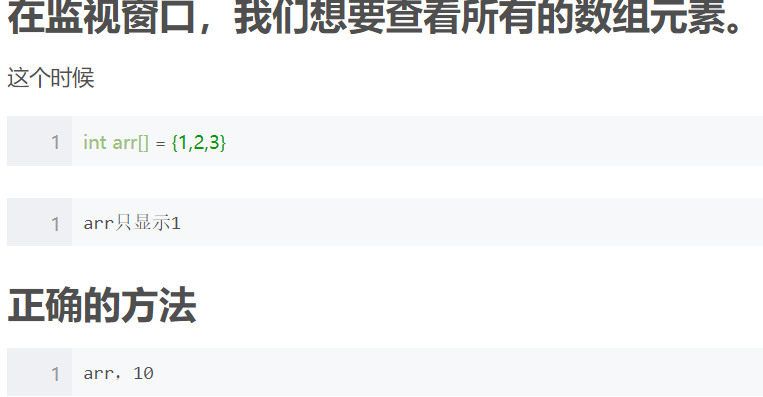 在监视窗口，我们想要查看所有的数组元素。
这个时候
1 int arr[] = {1,2,3}
1 arr只显示1
正确的方法
1 arr，10